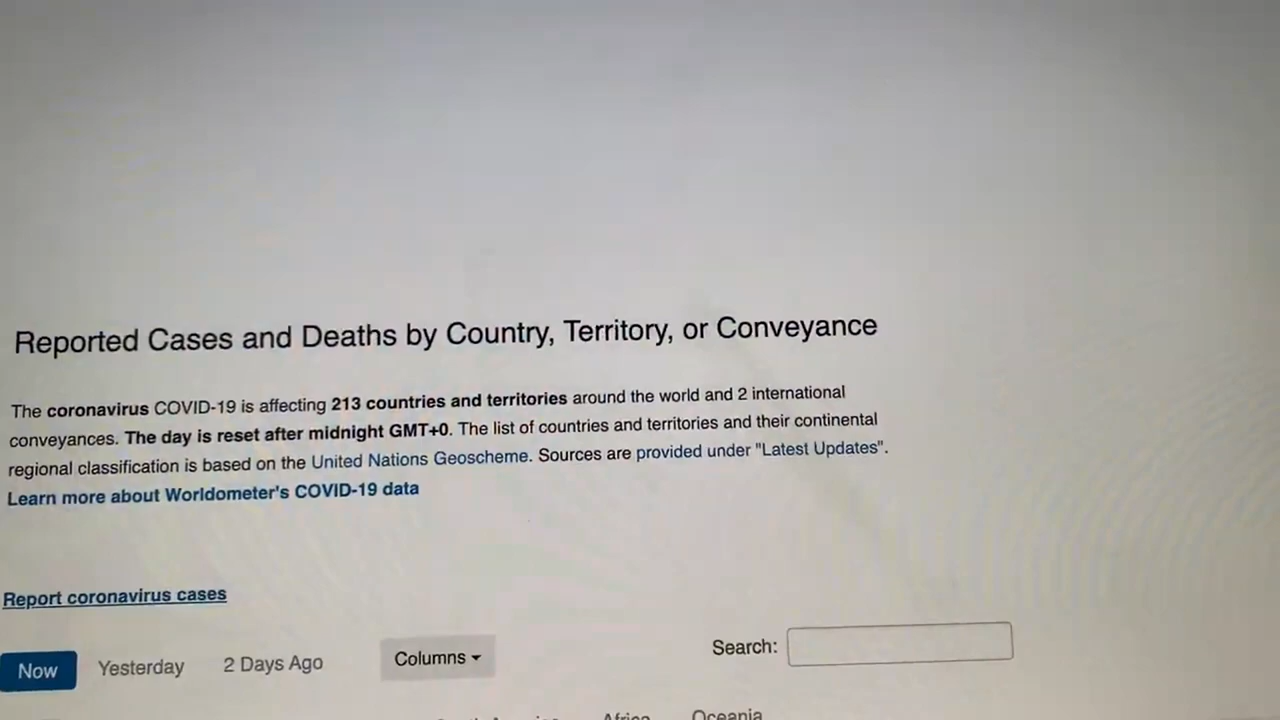 Reported Cases and Deaths by Country, Territory, or Conveyance
The coronavirus COVID-19 is affecting 213 countries and territories around the world and 2 international
conveyances. The day is reset after midnight GMT+0. The list of countries and territories and their continental
regional classification is based on the United Nations Geoscheme. Sources are provided under "Latest Updates".
Learn more about Worldometer's COVID-19 data
Report coronavirus cases
Now Yesterday 2 Days Ago Columns Search:
Africa Oceania